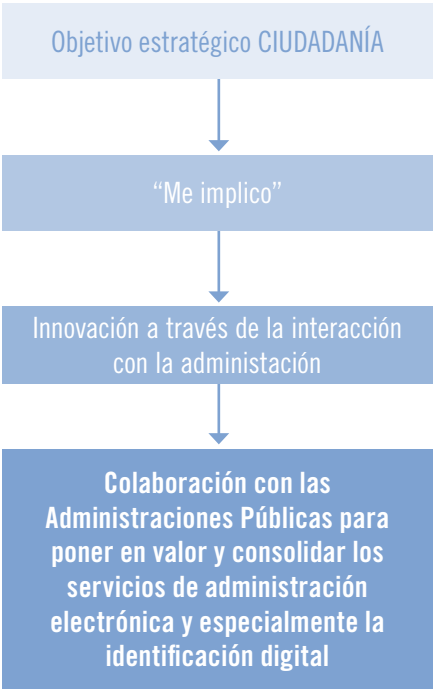 Objetivo estratégico CIUDADANÍA
“Me implico”
Innovación a través de la interacción
con la administación
Colaboración con las
Administraciones Públicas para
poner en valor y consolidar los
servicios de administración
electrónica y especialmente la
identificación digital